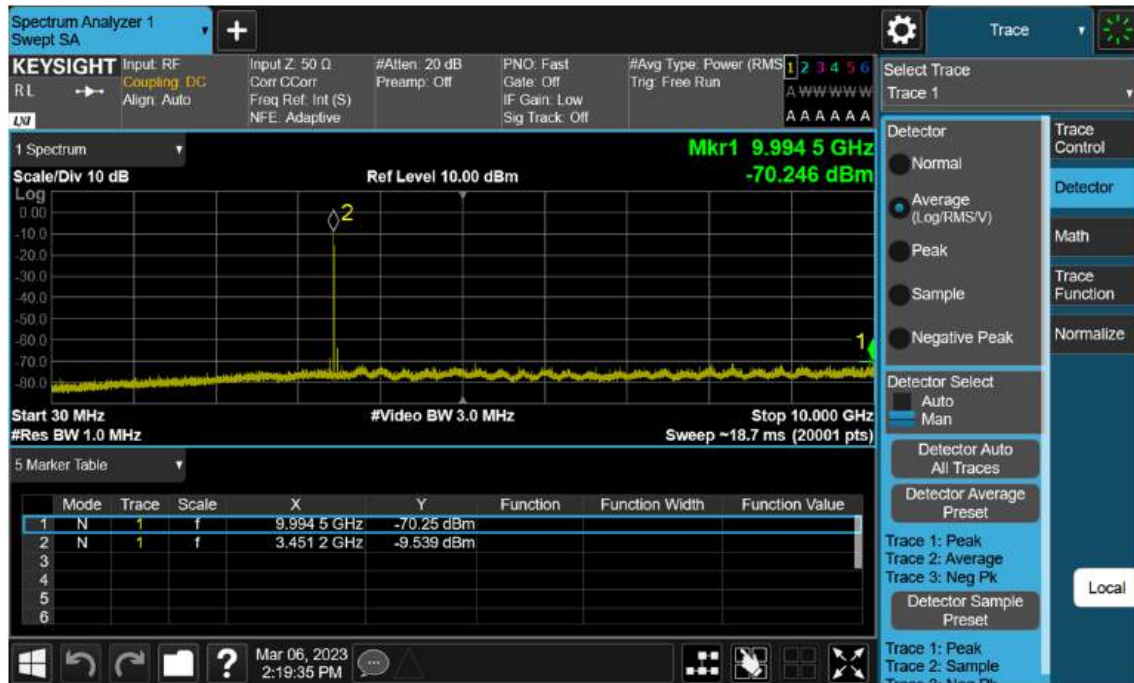 Spectrum Analyzer 1
Swept SA
Trace
KEYSIGHT
RL
LXI
Input: RF
Coupling: DC
Align: Auto
Input Z: 50 Ω
Corr CCorr
Freq Ref: Int (S)
NFE: Adaptive
#Atten: 20 dB
Preamp: Off
PNO: Fast
Gate: Off
IF Gain: Low
Sig Track: Off
#Avg Type: Power (RMS
Trig: Free Run
1 2 3 4 5 6
A W W W W W
A A A A A A
Select Trace
Trace 1
1 Spectrum
Mkr1 9.994 5 GHz
Scale/Div 10 dB
Ref Level 10.00 dBm
-70.246 dBm
Log
0.00
-10.0
-20.0
-30.0
-40.0
-50.0
-60.0
-70.0
-80.0
2
1
Start 30 MHz
#Video BW 3.0 MHz
Stop 10.000 GHz
#Res BW 1.0 MHz
Sweep ~18.7 ms (20001 pts)
5 Marker Table
Mode Trace Scale X Y Function Function Width Function Value
1 N 1 f 9.994 5 GHz -70.25 dBm
2 N 1 f 3.451 2 GHz -9.539 dBm
3
4
5
6
Detector
Normal
Average
(Log/RMS/V)
Peak
Sample
Negative Peak
Detector Select
Auto
Man
Detector Auto
All Traces
Detector Average
Preset
Trace 1: Peak
Trace 2: Average
Trace 3: Neg Pk
Detector Sample
Preset
Trace 1: Peak
Trace 2: Sample
Trace 3: Neg Pk
Trace
Control
Detector
Math
Trace
Function
Normalize
Local
?
Mar 06, 2023
2:19:35 PM